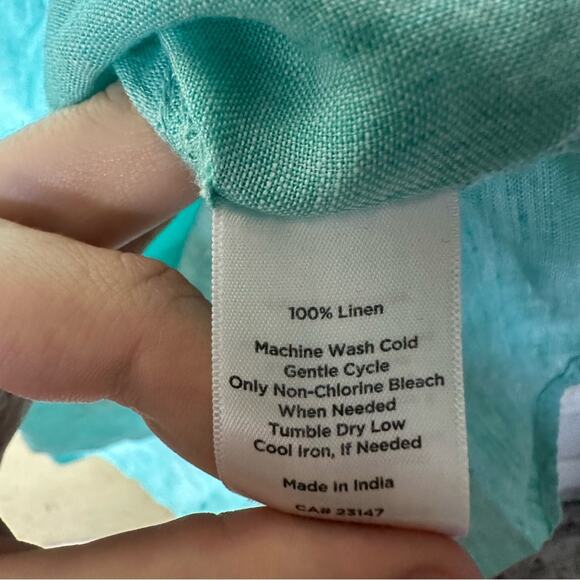 100% Linen
Machine Wash Cold
Gentle Cycle
Only Non-Chlorine Bleach
When Needed
Tumble Dry Low
Cool Iron, If Needed
Made in India
CA# 23147